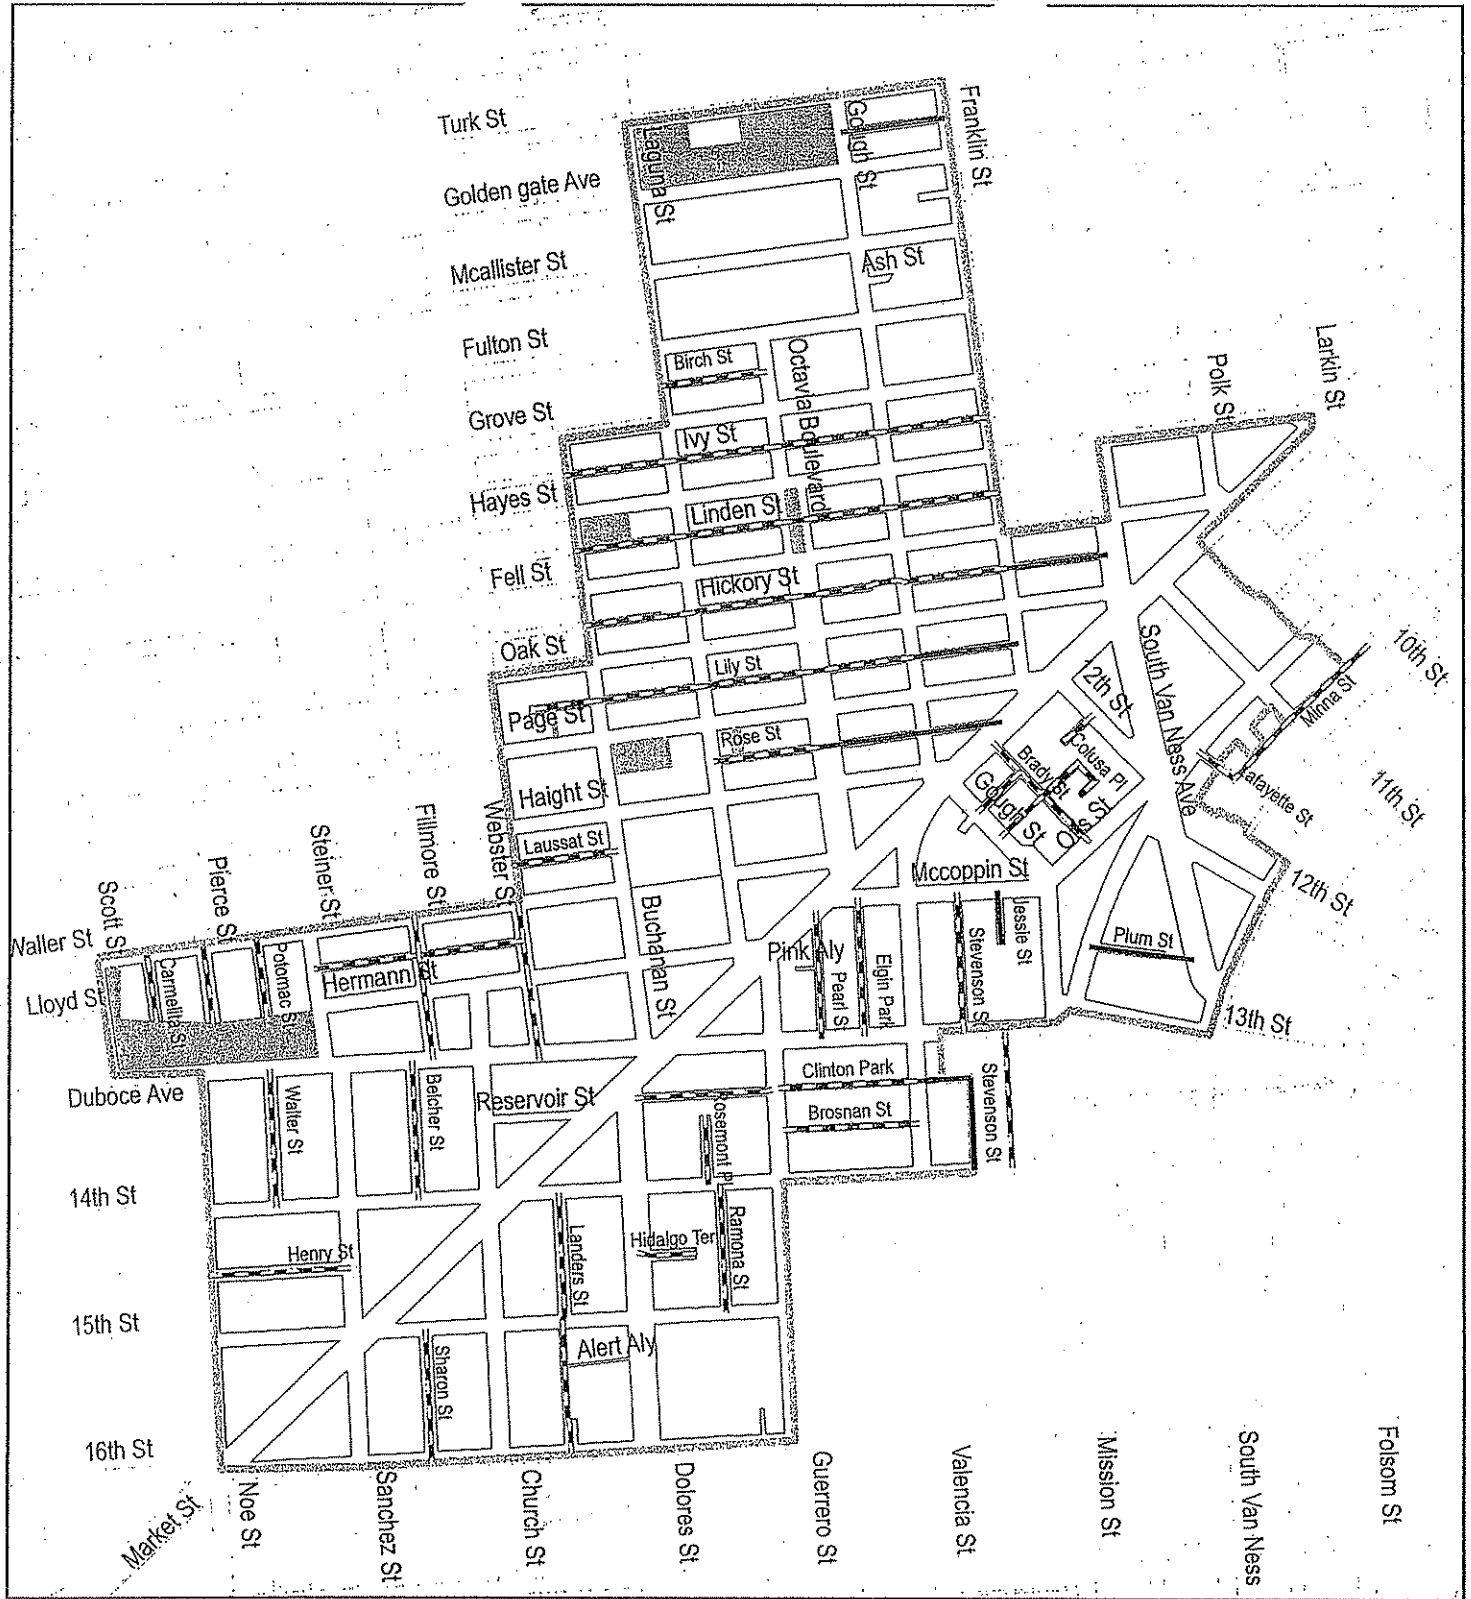 Turk St
Golden gate Ave
Mcallister St
Fulton St
Grove St
Hayes St
Fell St
Oak St
Page St
Haight St
Laussat St
Laguna St
Gough St
Franklin St
Ash St
Birch St
Octavia Boulevard
Ivy St
Linden St
Hickory St
Lily St
Rose St
Polk St
Larkin St
10th St
Minna St
11th St
Lafayette St
12th St
13th St
12th St
South Van Ness Ave
Colusa Pl
Brady St
Gough St
Otis St
Mccoppin St
Jessie St
Stevenson St
Plum St
Pink Aly
Pearl St
Elgin Park
Buchanan St
Webster St
Fillmore St
Steiner St
Pierce St
Scott St
Waller St
Lloyd St
Carmelita St
Potomac St
Hermann St
Duboce Ave
Walter St
Belcher St
Reservoir St
Clinton Park
Brosnan St
Rosemont Pl
Stevenson St
14th St
Henry St
Landers St
Hidalgo Ter
Ramona St
15th St
Sharon St
Alert Aly
16th St
Market St
Noe St
Sanchez St
Church St
Dolores St
Guerrero St
Valencia St
Mission St
South Van Ness
Folsom St